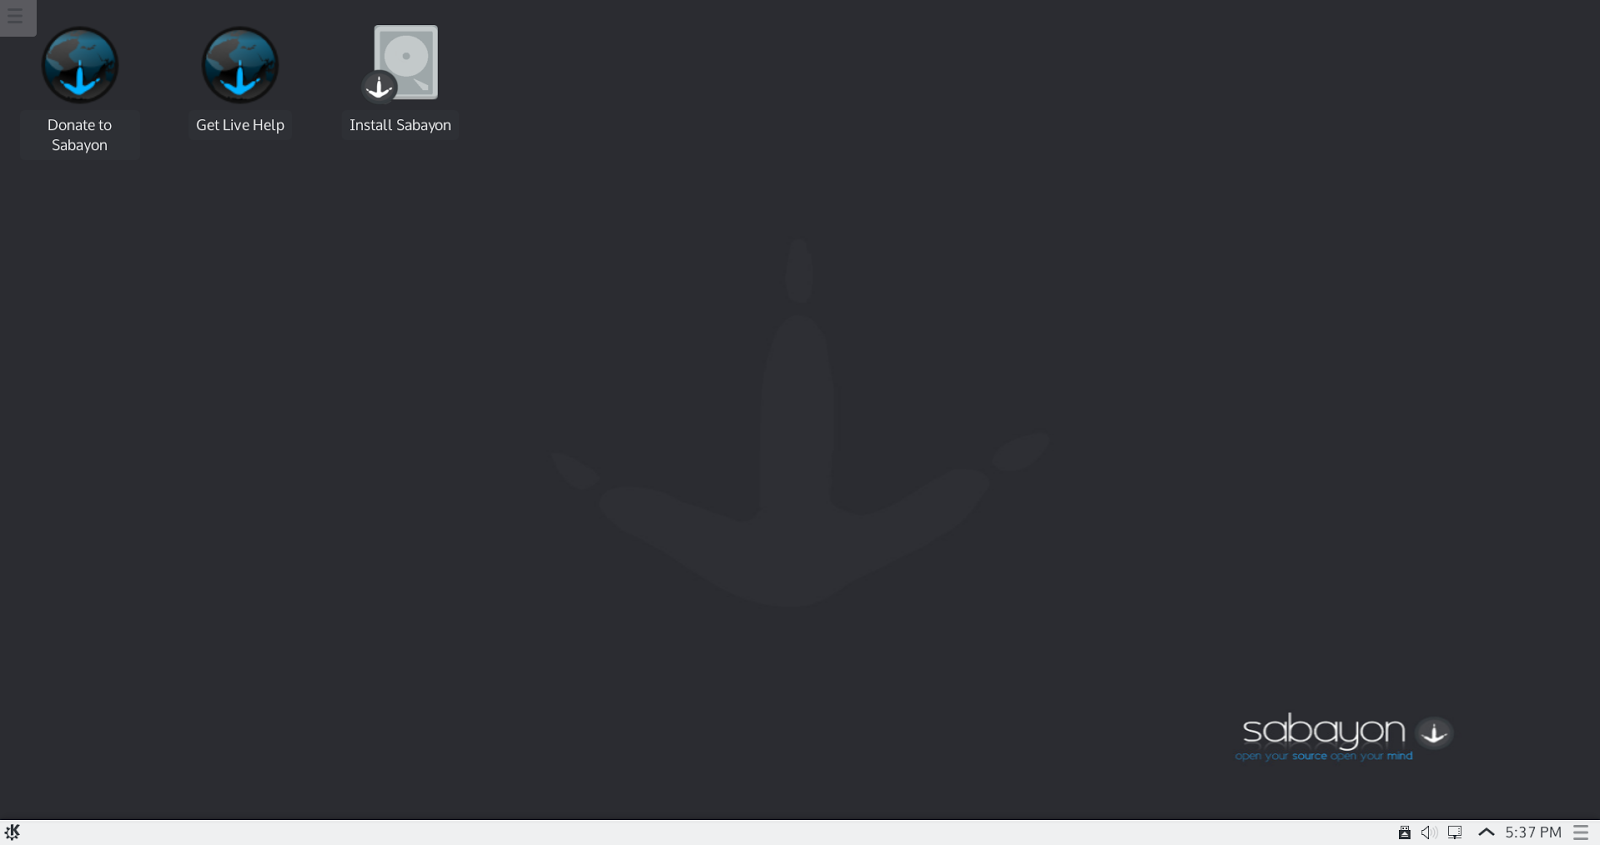 Donate to
Sabayon
Get Live Help
Install Sabayon
sabayon
open your source open your mind
5:37 PM